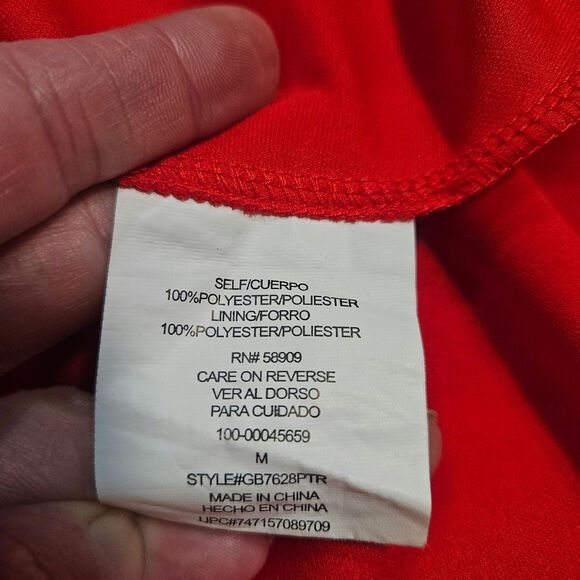 SELF/CUERPO
100%POLYESTER/POLIESTER
LINING/FORRO
100%POLYESTER/POLIESTER
RN# 58909
CARE ON REVERSE
VER AL DORSO
PARA CUIDADO
100-00045659
M
STYLE#GB7628PTR
MADE IN CHINA
HECHO EN CHINA
UPC#747157089709